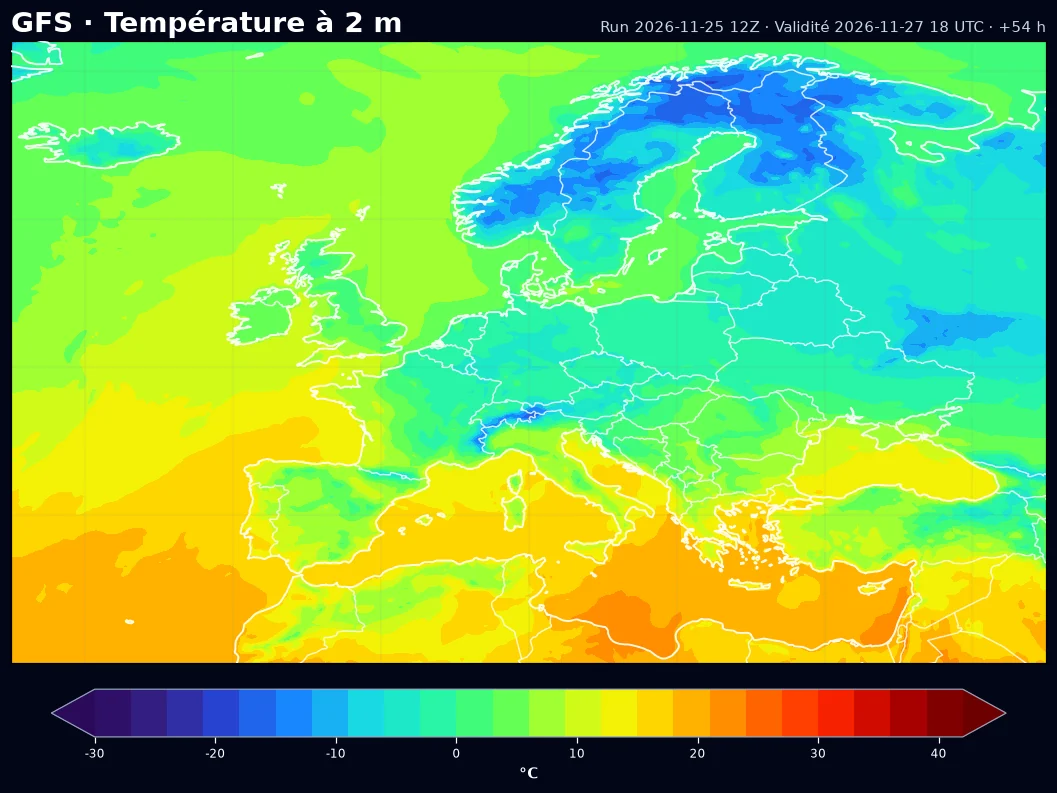 GFS · Température à 2 m
Run 2026-11-25 12Z · Validité 2026-11-27 18 UTC · +54 h
-30 -20 -10 0 10 20 30 40
°C